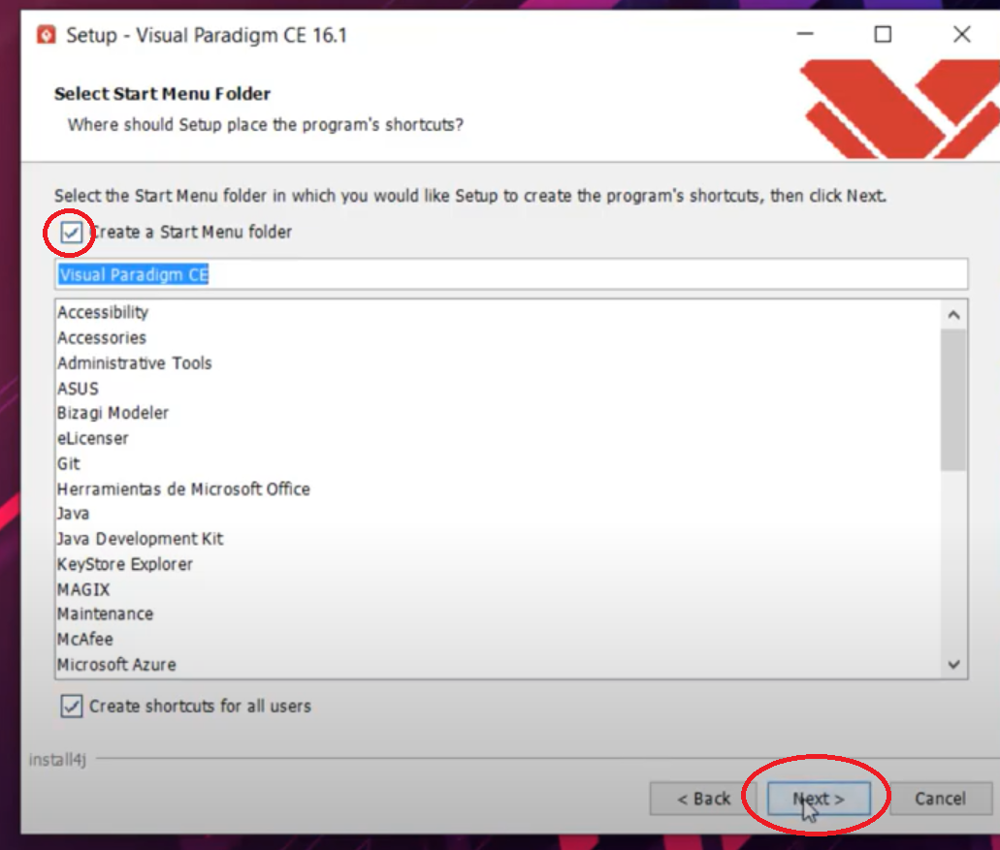 Setup - Visual Paradigm CE 16.1
Select Start Menu Folder
Where should Setup place the program's shortcuts?
Select the Start Menu folder in which you would like Setup to create the program's shortcuts, then click Next.
Create a Start Menu folder
Visual Paradigm CE
Accessibility
Accessories
Administrative Tools
ASUS
Bizagi Modeler
eLicenser
Git
Herramientas de Microsoft Office
Java
Java Development Kit
KeyStore Explorer
MAGIX
Maintenance
McAfee
Microsoft Azure
Create shortcuts for all users
install4j
< Back Next > Cancel